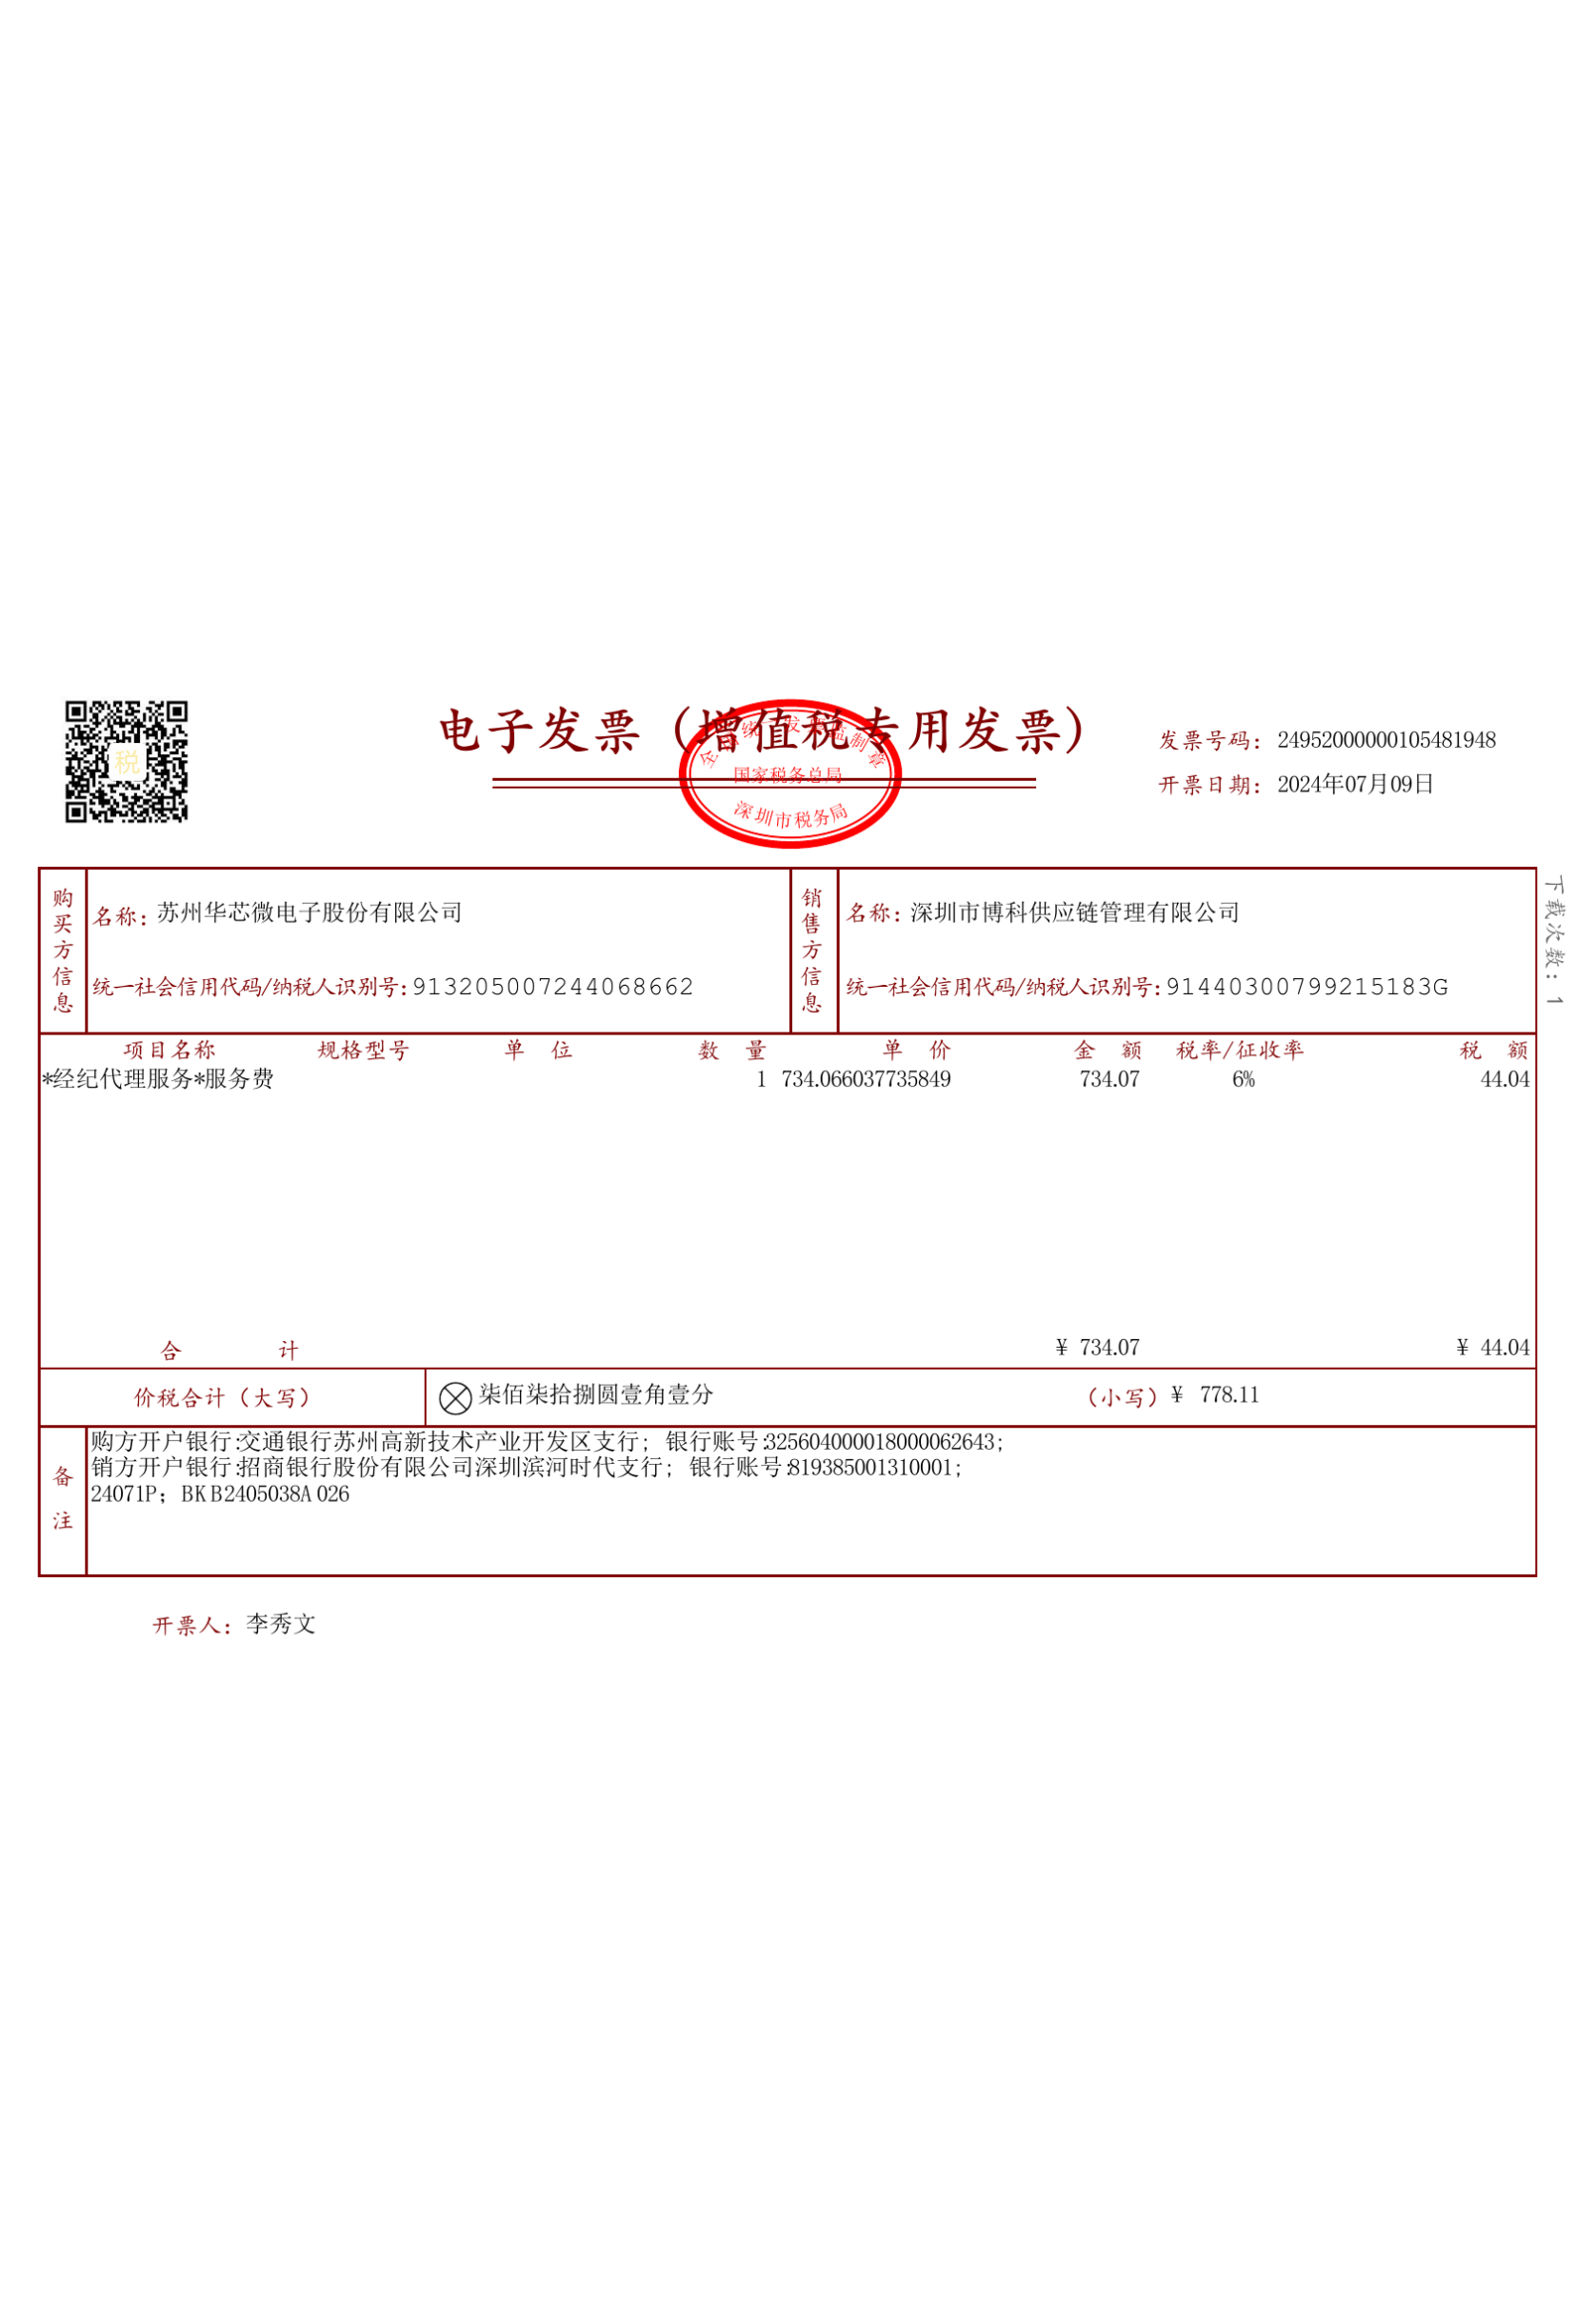 电子发票（增值税专用发票）
全国统一发票监制章
国家税务总局
深圳市税务局
税
发票号码：24952000000105481948
开票日期：2024年07月09日
购买方信息
名称：苏州华芯微电子股份有限公司
统一社会信用代码/纳税人识别号：913205007244068662
销售方信息
名称：深圳市博科供应链管理有限公司
统一社会信用代码/纳税人识别号：91440300799215183G
下载次数：1
项目名称 规格型号 单位 数量 单价 金额 税率/征收率 税额
*经纪代理服务*服务费 1 734.066037735849 734.07 6% 44.04
合计 ¥ 734.07 ¥ 44.04
价税合计（大写） 柒佰柒拾捌圆壹角壹分 （小写）¥ 778.11
备注
购方开户银行:交通银行苏州高新技术产业开发区支行； 银行账号:325604000018000062643；
销方开户银行:招商银行股份有限公司深圳滨河时代支行； 银行账号:819385001310001；
24071P；BKB2405038A026
开票人：李秀文